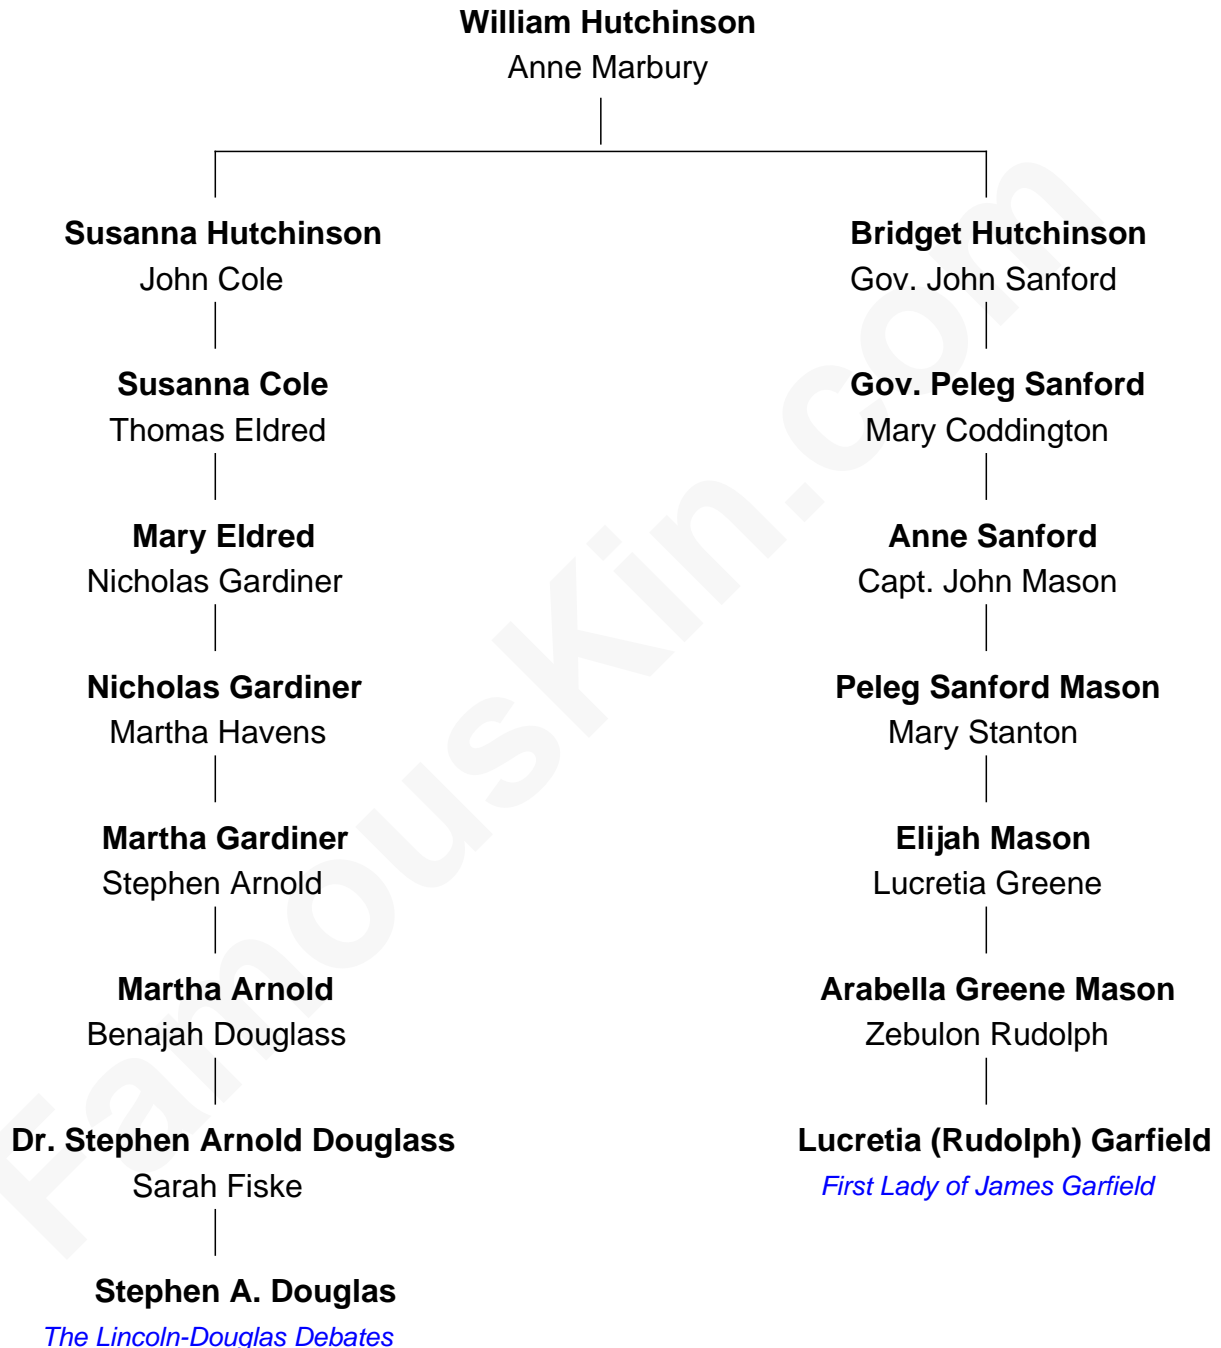 William Hutchinson
Anne Marbury
Susanna Hutchinson
John Cole
Bridget Hutchinson
Gov. John Sanford
Susanna Cole
Thomas Eldred
Gov. Peleg Sanford
Mary Coddington
Mary Eldred
Nicholas Gardiner
Anne Sanford
Capt. John Mason
Nicholas Gardiner
Martha Havens
Peleg Sanford Mason
Mary Stanton
Martha Gardiner
Stephen Arnold
Elijah Mason
Lucretia Greene
Martha Arnold
Benajah Douglass
Arabella Greene Mason
Zebulon Rudolph
Dr. Stephen Arnold Douglass
Sarah Fiske
Lucretia (Rudolph) Garfield
First Lady of James Garfield
Stephen A. Douglas
The Lincoln-Douglas Debates
FamousKin.com